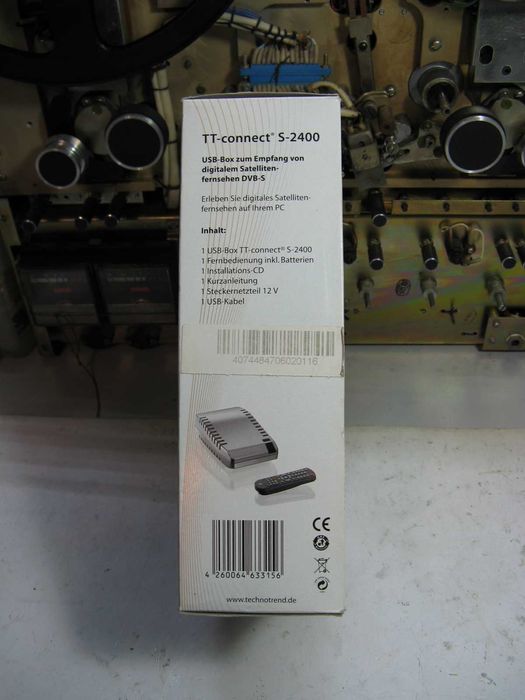 TT-connect® S-2400
USB-Box zum Empfang von
digitalem Satelliten-
fernsehen DVB-S
Erleben Sie digitales Satelliten-
fernsehen auf Ihrem PC
Inhalt:
1 USB-Box TT-connect® S-2400
1 Fernbedienung inkl. Batterien
1 Installations-CD
1 Kurzanleitung
1 Steckernetzteil 12 V
1 USB-Kabel
4074484706020116
CE
4 260064 633156
www.technotrend.de